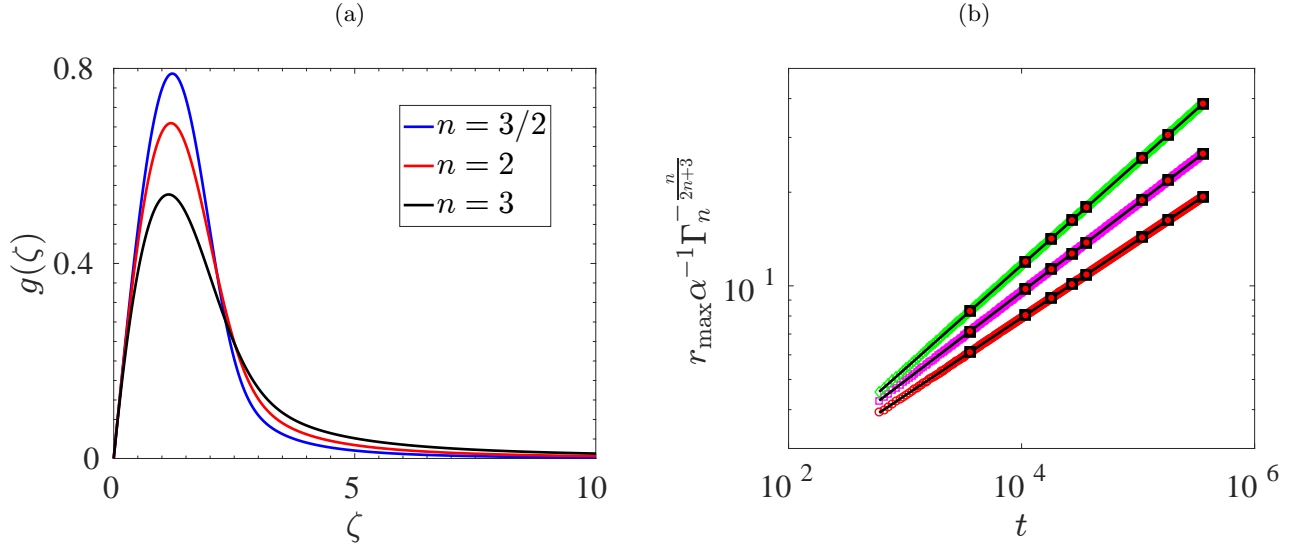 (a)
(b)
0.8
0.4
0
g(ζ)
n = 3/2
n = 2
n = 3
0
5
10
ζ
r_max α^{-1} Γ_n^{-\frac{n}{2n+3}}
10^1
10^2
10^4
10^6
t